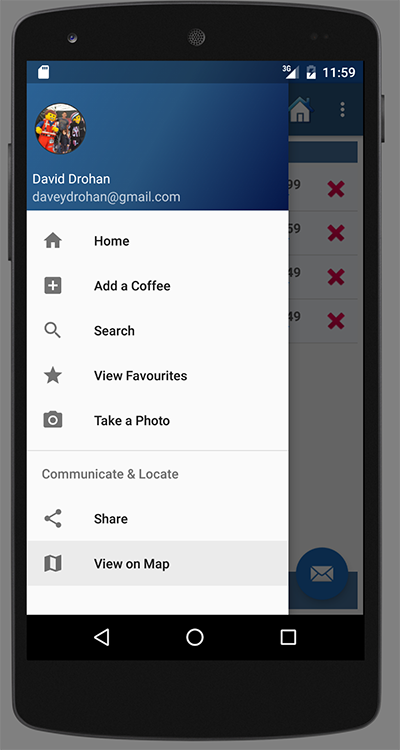 3G 11:59
David Drohan
daveydrohan@gmail.com
Home
99
Add a Coffee
59
Search
49
View Favourites
49
Take a Photo
Communicate & Locate
Share
View on Map